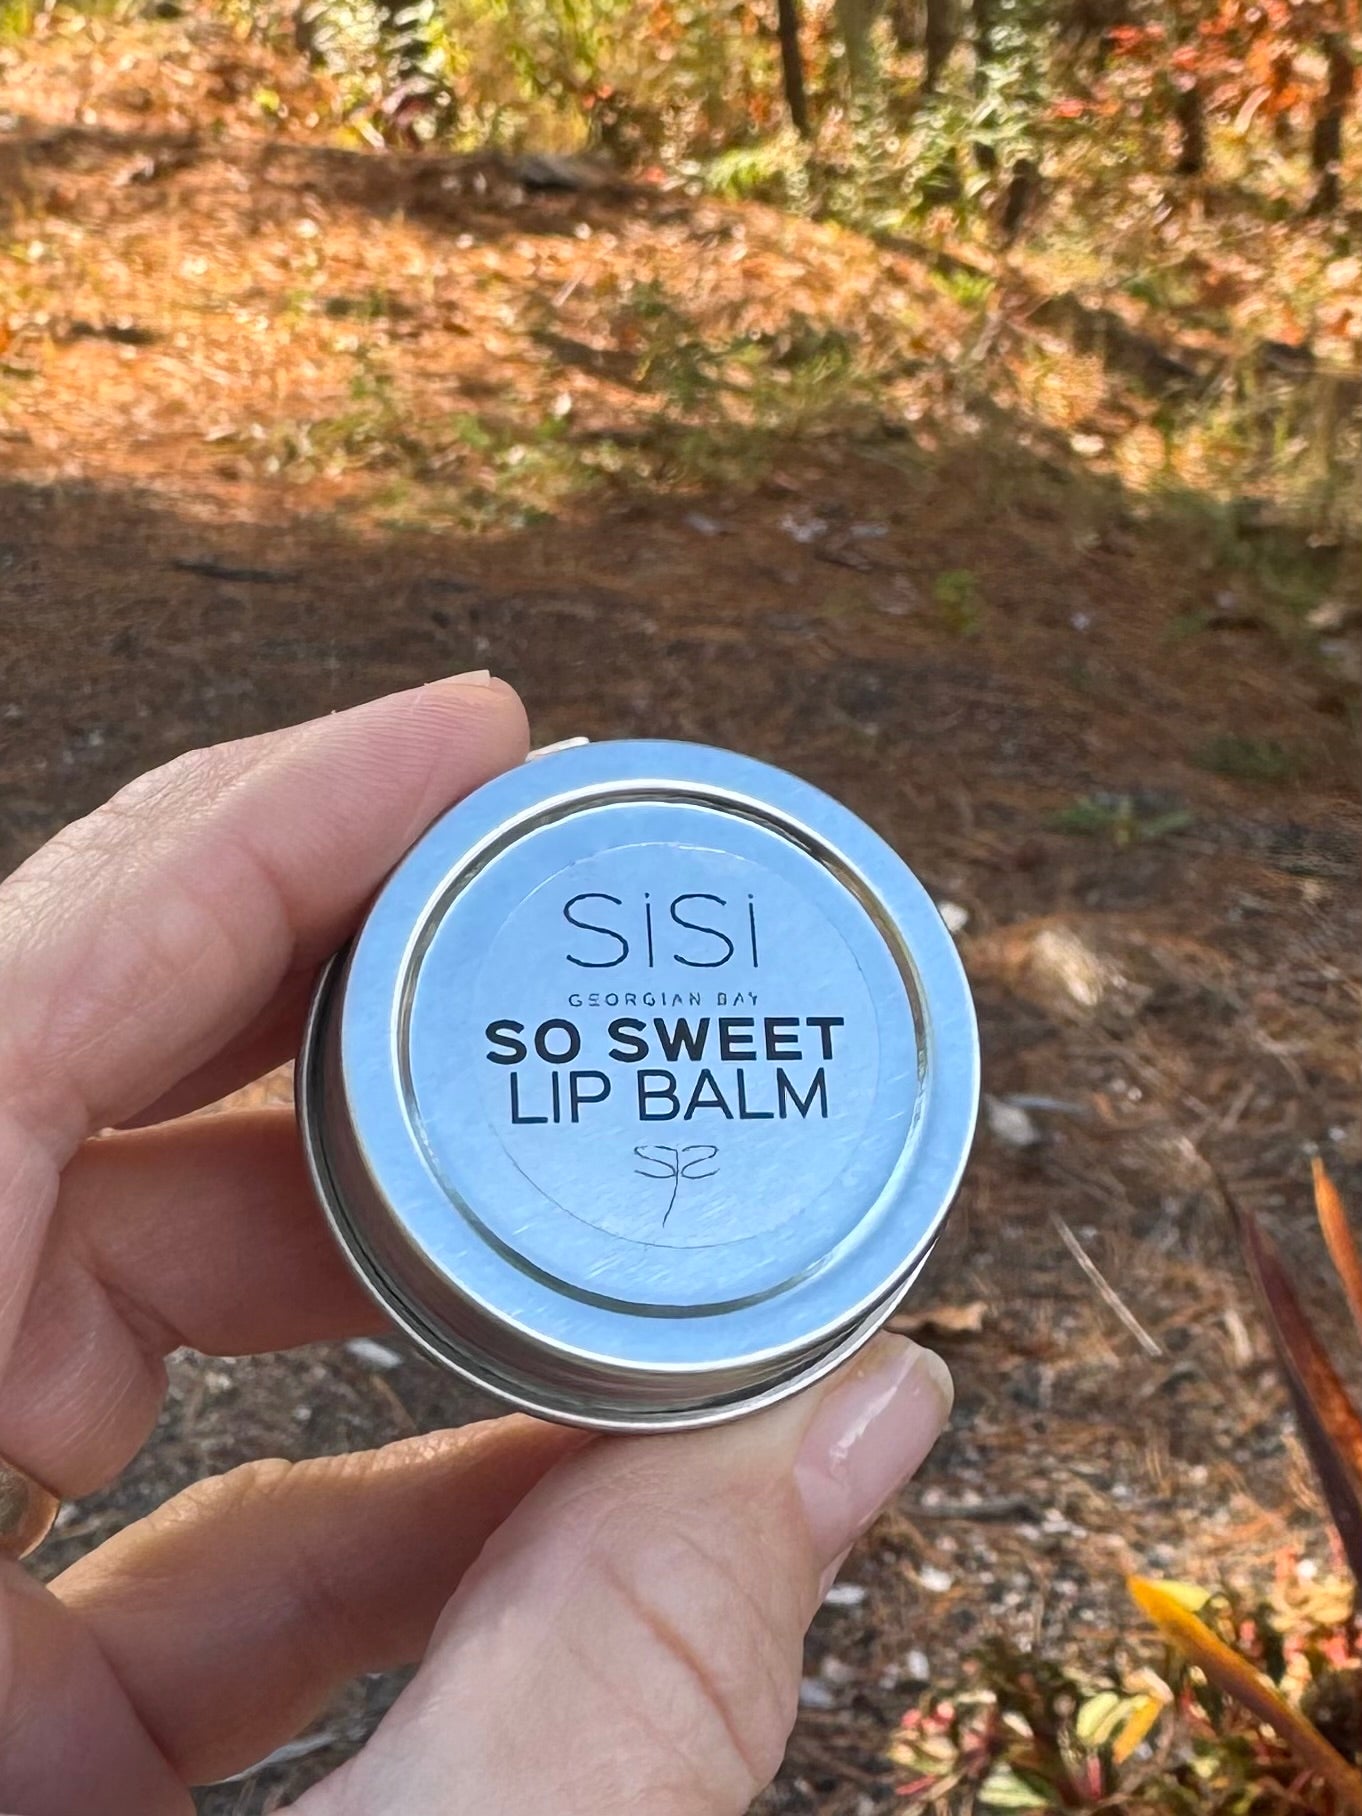 SiSi
GEORGIAN BAY
SO SWEET
LIP BALM